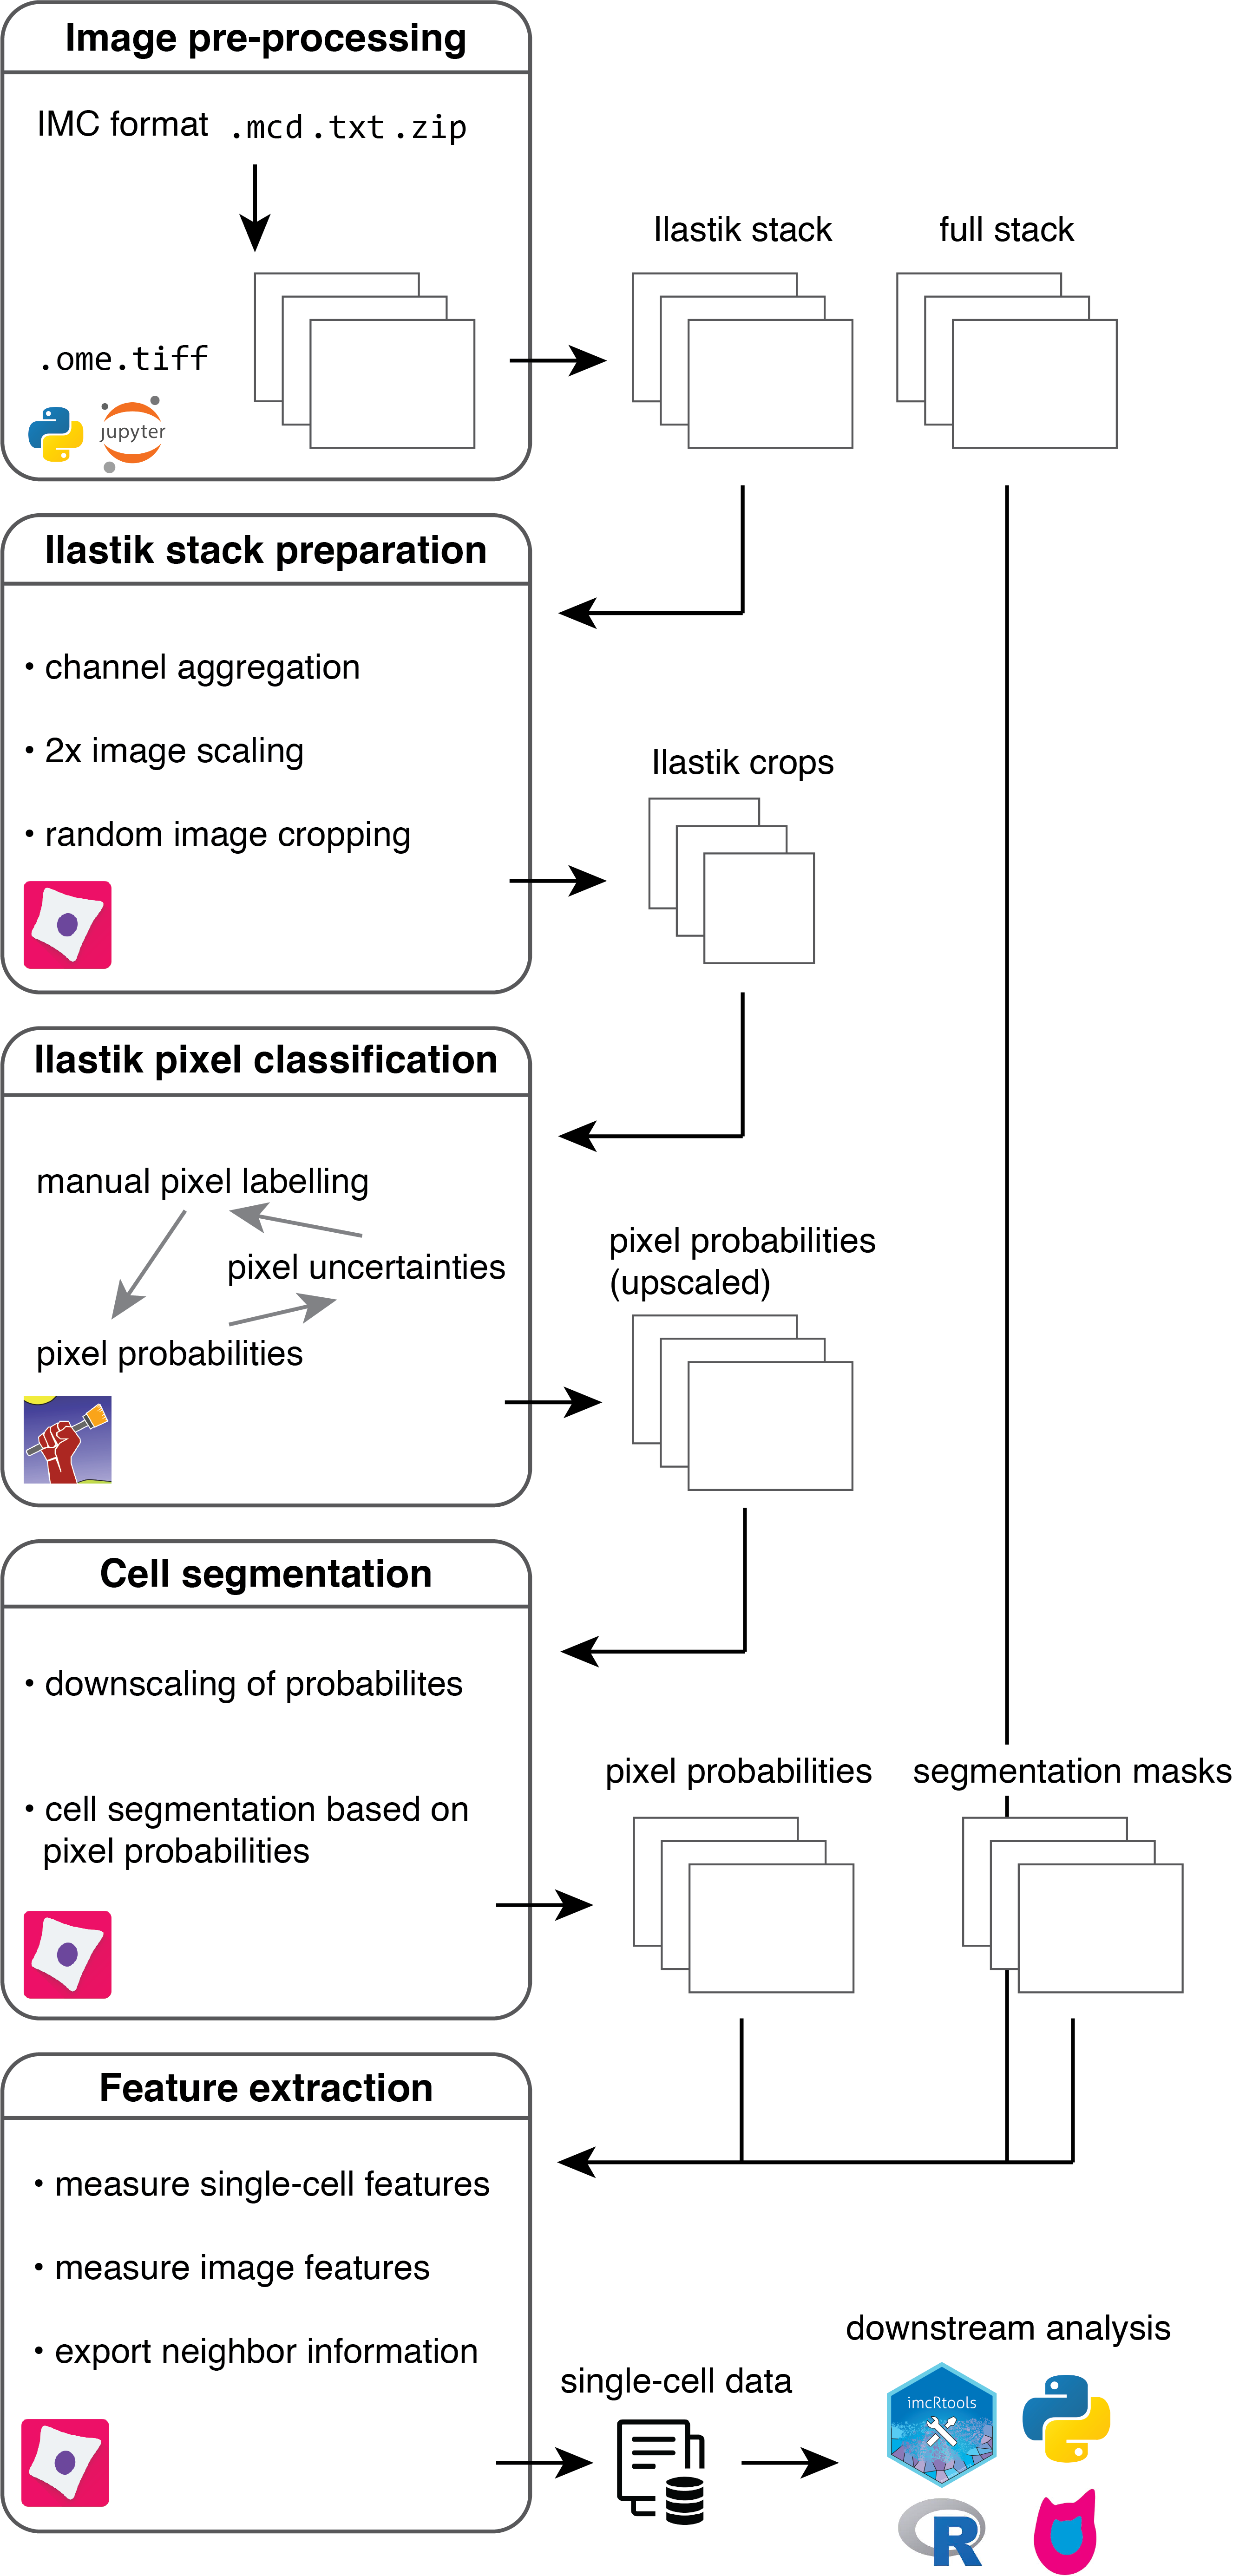 Image pre-processing
IMC format .mcd .txt .zip
.ome.tiff
jupyter
Ilastik stack
full stack
Ilastik stack preparation
• channel aggregation
• 2x image scaling
• random image cropping
Ilastik crops
Ilastik pixel classification
manual pixel labelling
pixel uncertainties
pixel probabilities
pixel probabilities
(upscaled)
Cell segmentation
• downscaling of probabilites
• cell segmentation based on
pixel probabilities
pixel probabilities
segmentation masks
Feature extraction
• measure single-cell features
• measure image features
• export neighbor information
single-cell data
downstream analysis
imcRtools
R